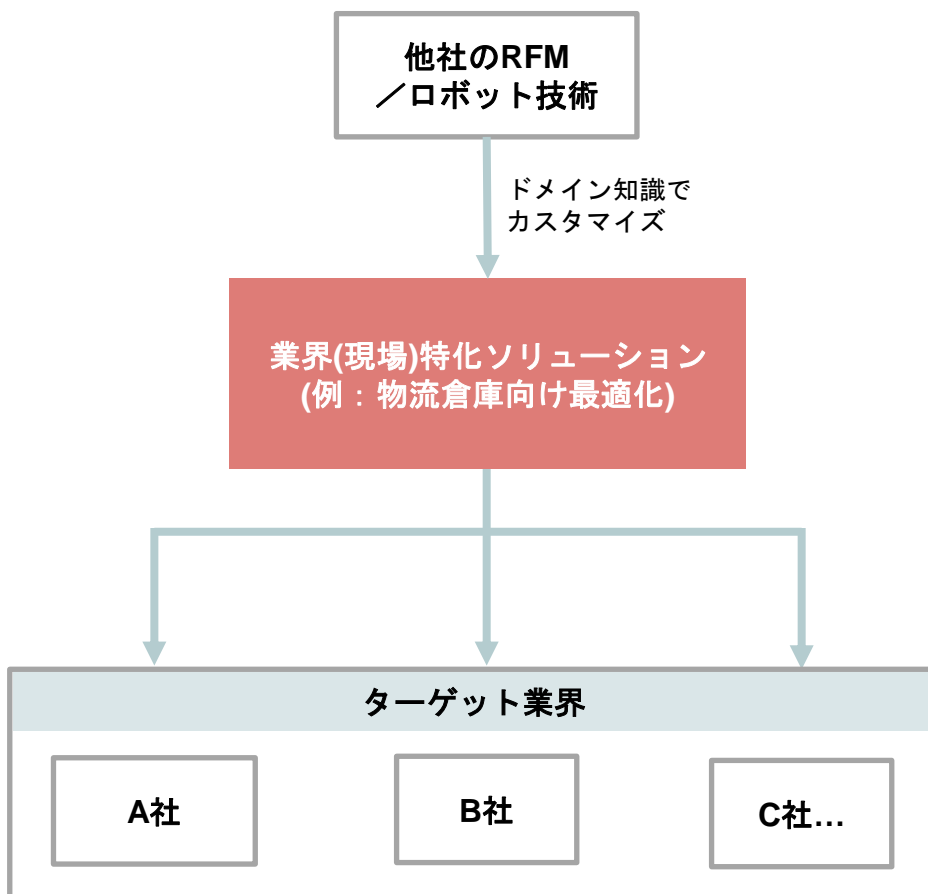 他社のRFM
／ロボット技術
ドメイン知識で
カスタマイズ
業界(現場)特化ソリューション
(例：物流倉庫向け最適化)
ターゲット業界
A社
B社
C社…